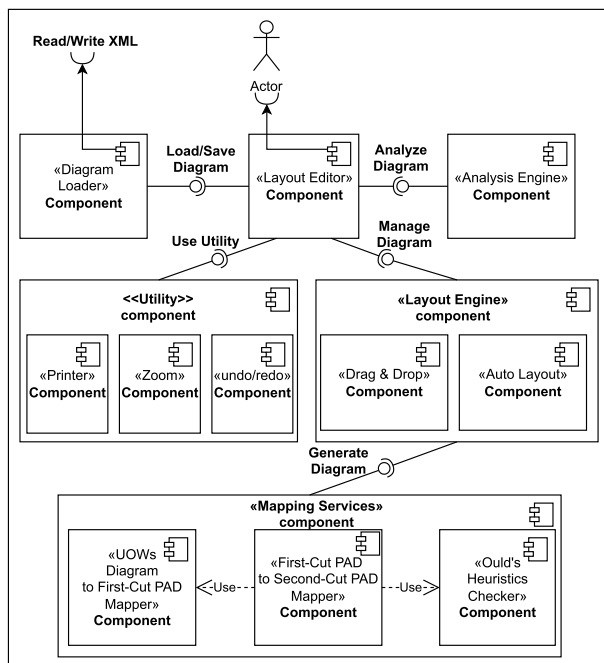 Read/Write XML
Actor
«Diagram
Loader»
Component
Load/Save
Diagram
«Layout Editor»
Component
Analyze
Diagram
«Analysis Engine»
Component
Use Utility
Manage
Diagram
<<Utility>>
component
«Printer»
Component
«Zoom»
Component
«undo/redo»
Component
«Layout Engine»
component
«Drag & Drop»
Component
«Auto Layout»
Component
Generate
Diagram
«Mapping Services»
component
«UOWs
Diagram
to First-Cut PAD
Mapper»
Component
Use
«First-Cut PAD
to Second-Cut PAD
Mapper»
Component
Use
«Ould's
Heuristics
Checker»
Component